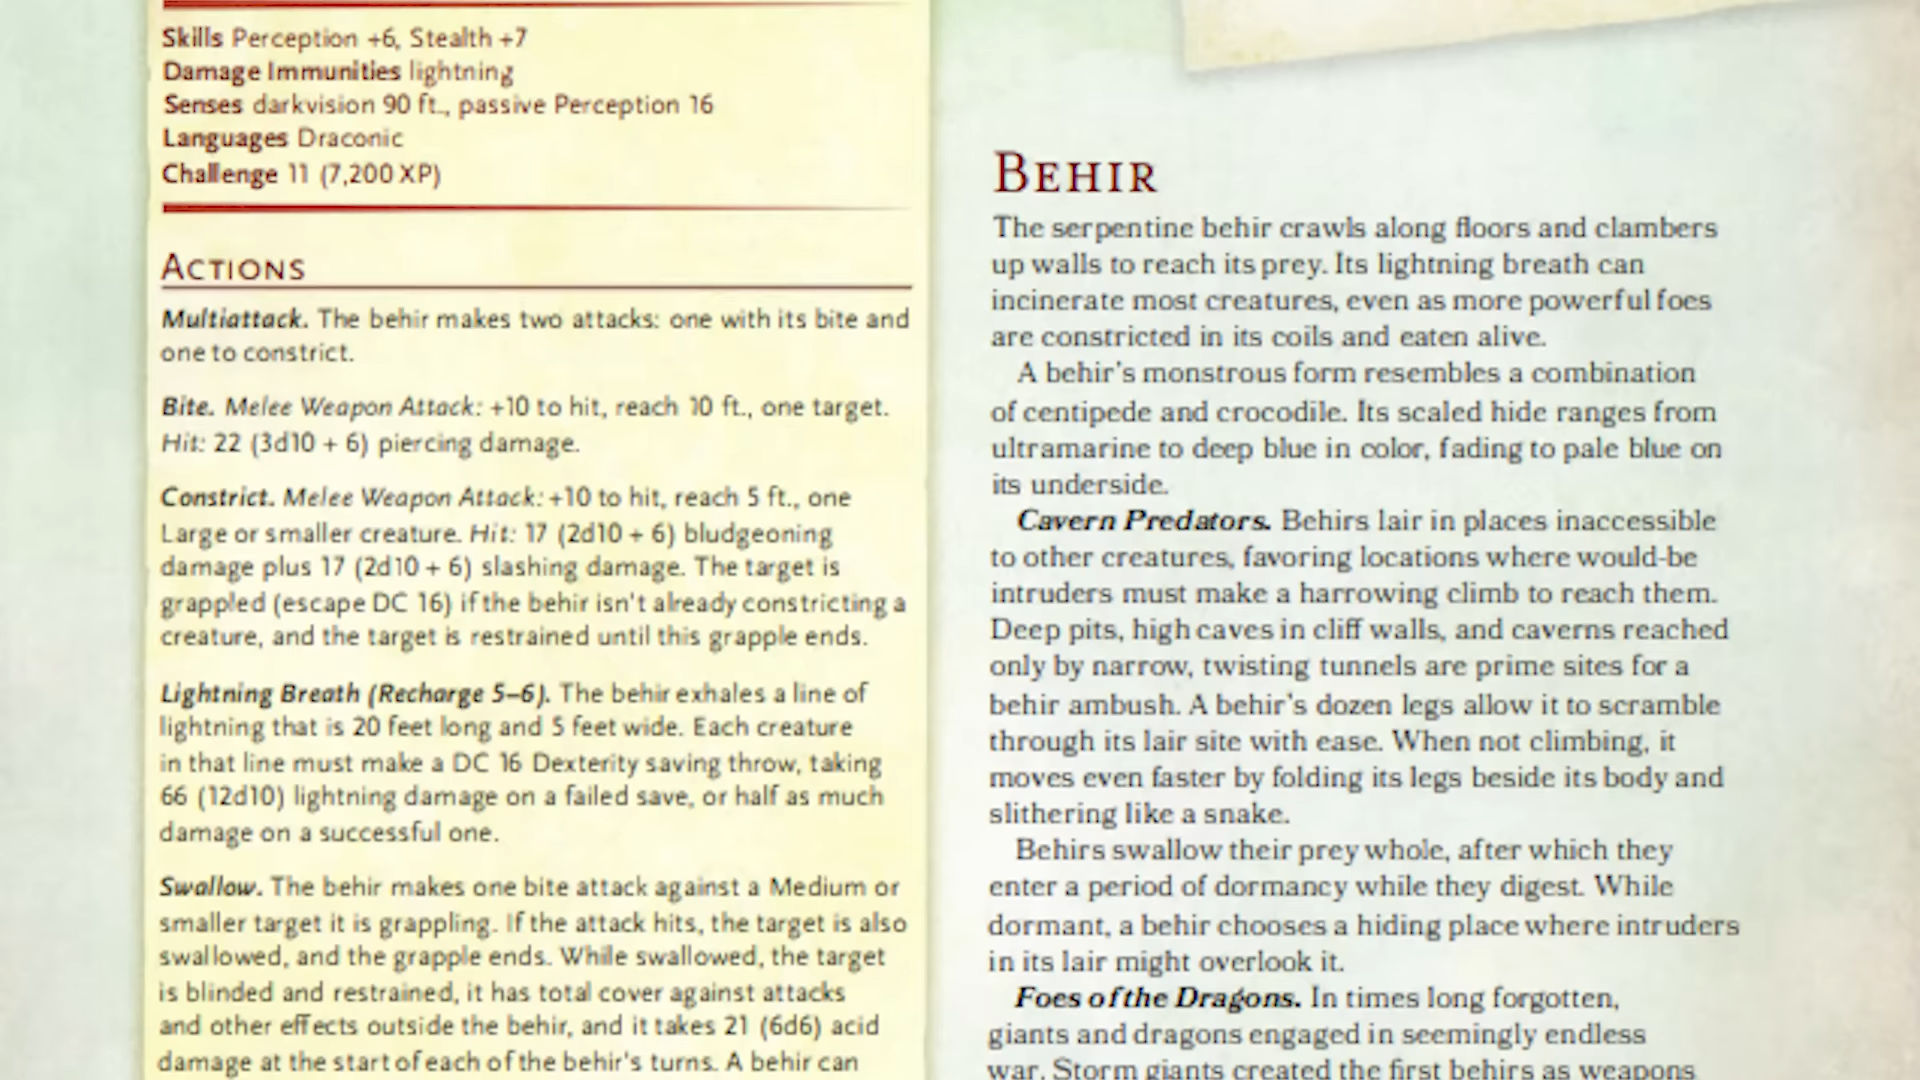 Skills Perception +6, Stealth +7
Damage Immunities lightning
Senses darkvision 90 ft., passive Perception 16
Languages Draconic
Challenge 11 (7,200 XP)
ACTIONS
Multiattack. The behir makes two attacks: one with its bite and
one to constrict.
Bite. Melee Weapon Attack: +10 to hit, reach 10 ft., one target.
Hit: 22 (3d10 + 6) piercing damage.
Constrict. Melee Weapon Attack: +10 to hit, reach 5 ft., one
Large or smaller creature. Hit: 17 (2d10 + 6) bludgeoning
damage plus 17 (2d10 + 6) slashing damage. The target is
grappled (escape DC 16) if the behir isn't already constricting a
creature, and the target is restrained until this grapple ends.
Lightning Breath (Recharge 5–6). The behir exhales a line of
lightning that is 20 feet long and 5 feet wide. Each creature
in that line must make a DC 16 Dexterity saving throw, taking
66 (12d10) lightning damage on a failed save, or half as much
damage on a successful one.
Swallow. The behir makes one bite attack against a Medium or
smaller target it is grappling. If the attack hits, the target is also
swallowed, and the grapple ends. While swallowed, the target
is blinded and restrained, it has total cover against attacks
and other effects outside the behir, and it takes 21 (6d6) acid
damage at the start of each of the behir's turns. A behir can
BEHIR
The serpentine behir crawls along floors and clambers
up walls to reach its prey. Its lightning breath can
incinerate most creatures, even as more powerful foes
are constricted in its coils and eaten alive.
A behir's monstrous form resembles a combination
of centipede and crocodile. Its scaled hide ranges from
ultramarine to deep blue in color, fading to pale blue on
its underside.
Cavern Predators. Behirs lair in places inaccessible
to other creatures, favoring locations where would-be
intruders must make a harrowing climb to reach them.
Deep pits, high caves in cliff walls, and caverns reached
only by narrow, twisting tunnels are prime sites for a
behir ambush. A behir's dozen legs allow it to scramble
through its lair site with ease. When not climbing, it
moves even faster by folding its legs beside its body and
slithering like a snake.
Behirs swallow their prey whole, after which they
enter a period of dormancy while they digest. While
dormant, a behir chooses a hiding place where intruders
in its lair might overlook it.
Foes of the Dragons. In times long forgotten,
giants and dragons engaged in seemingly endless
war. Storm giants created the first behirs as weapons